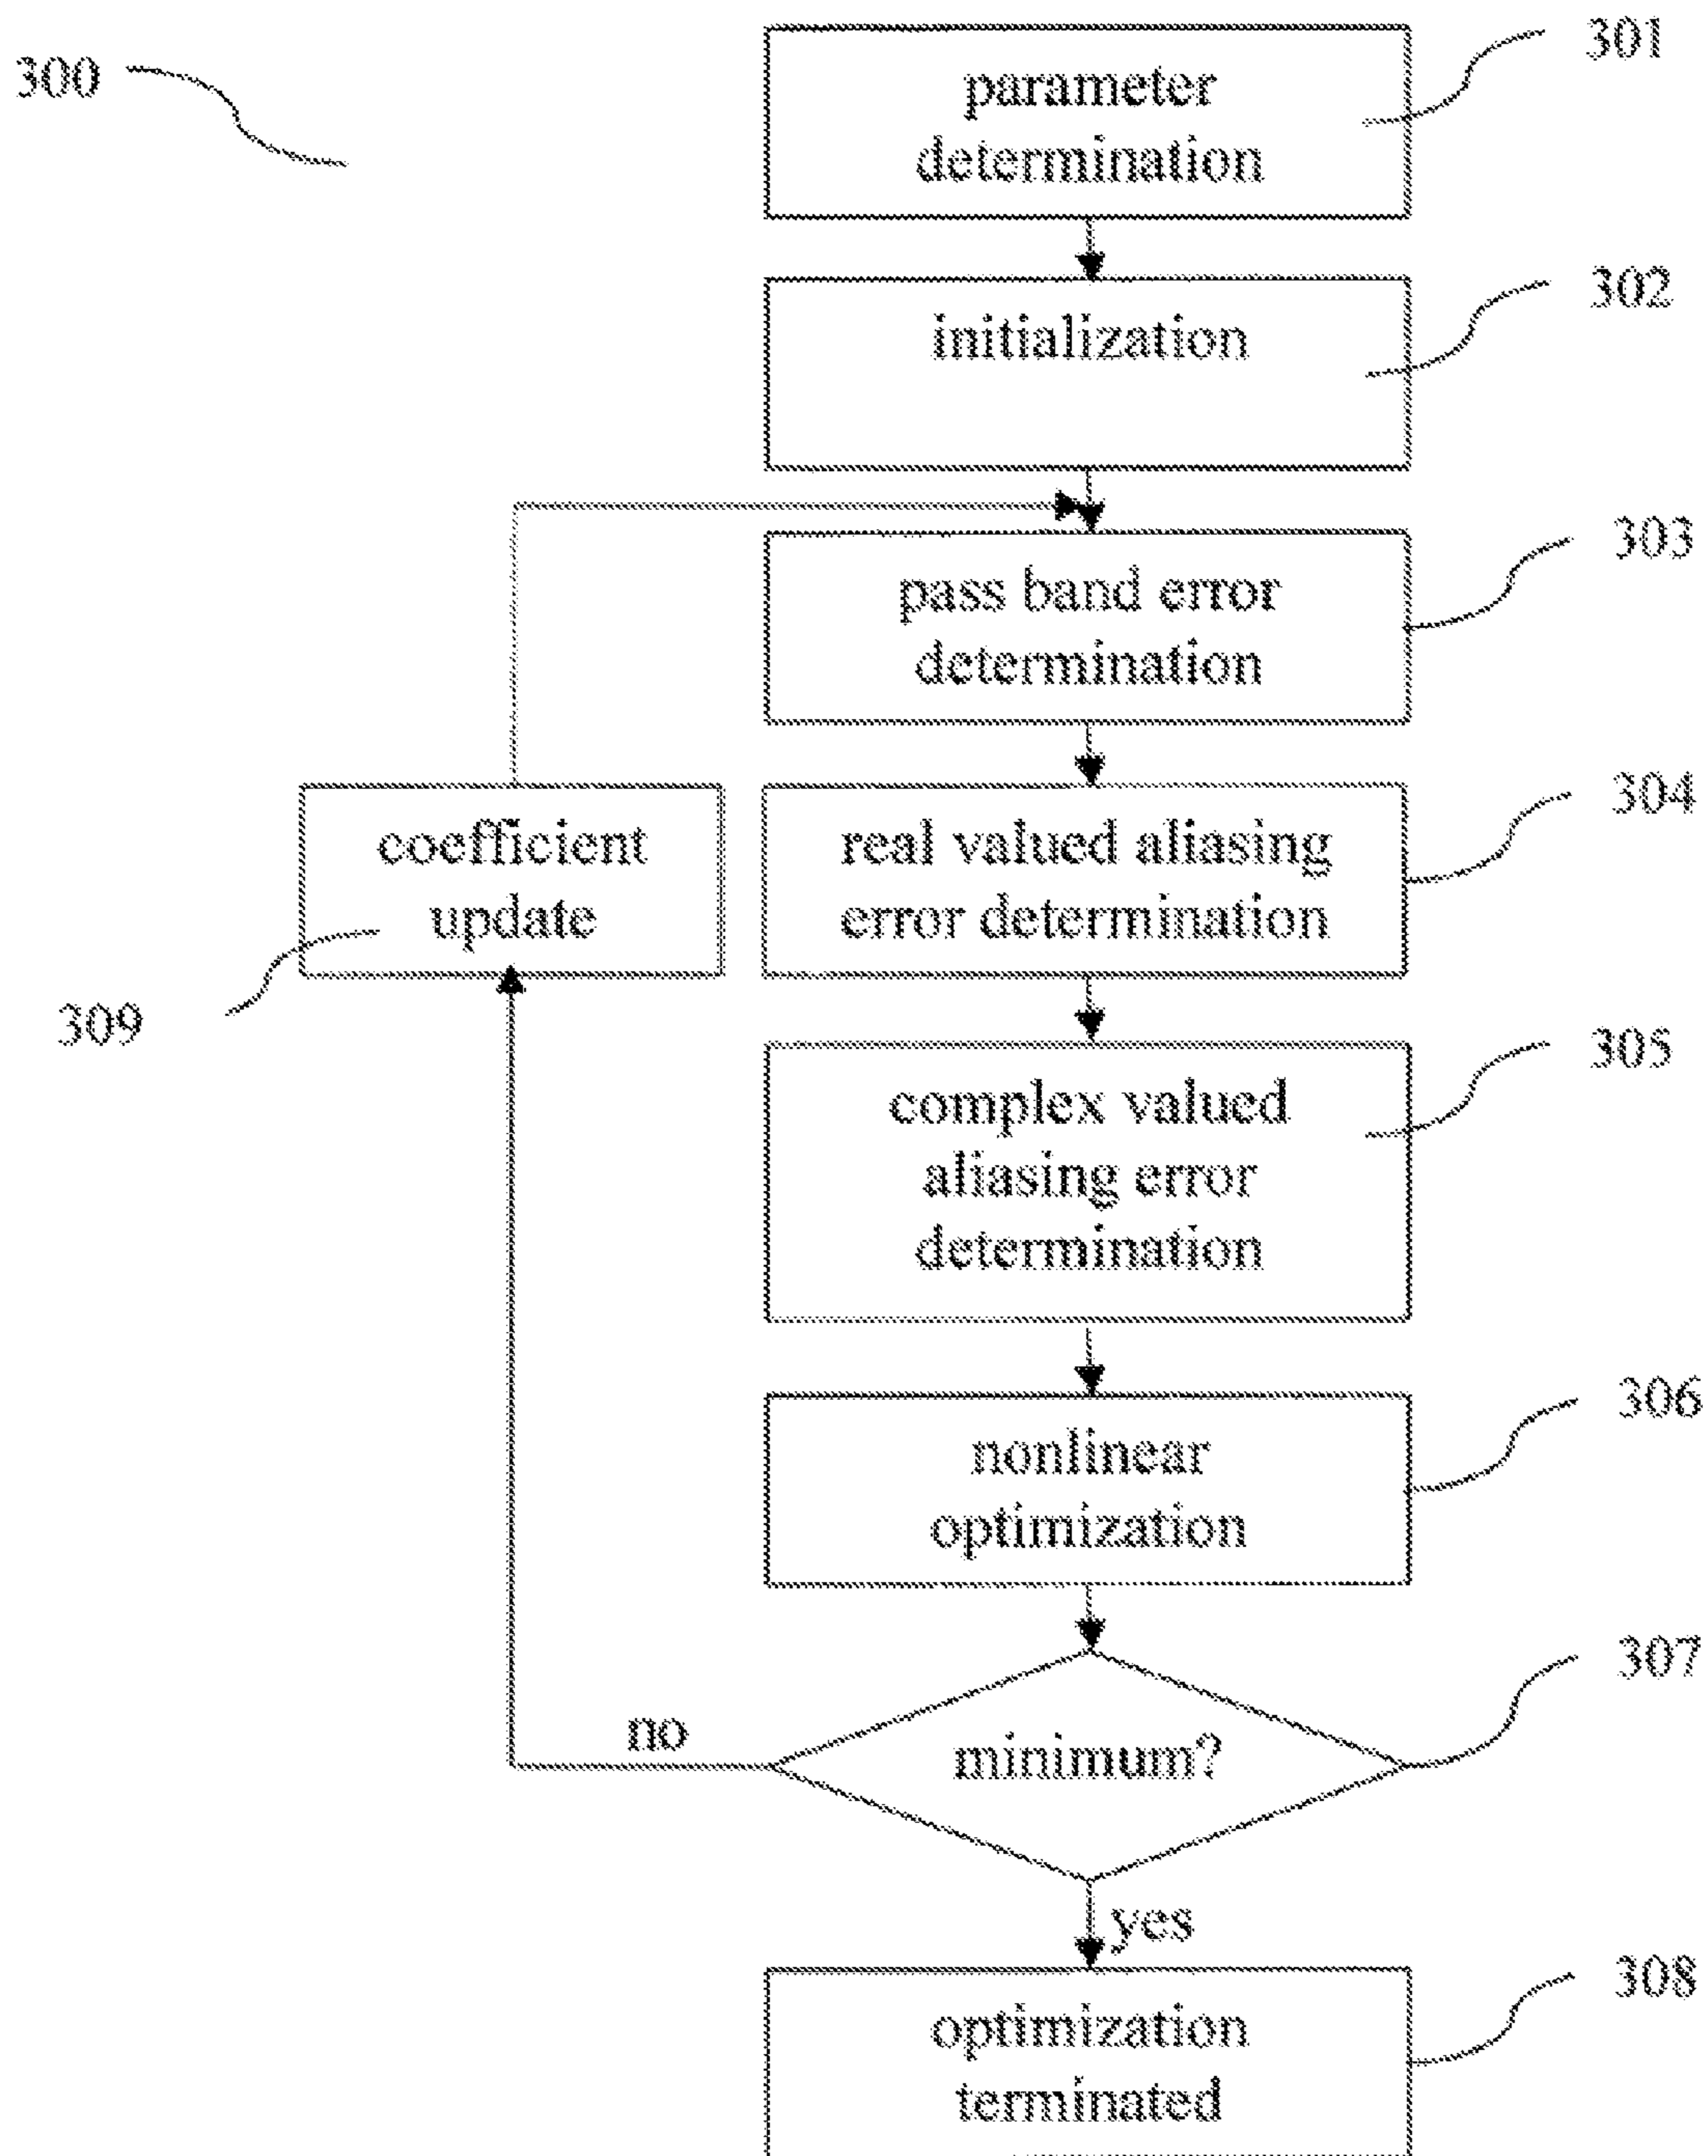 300
301
parameter
determination
302
initialization
303
pass band error
determination
304
real valued aliasing
error determination
coefficient
update
309
305
complex valued
aliasing error
determination
306
nonlinear
optimization
307
minimum?
no
yes
308
optimization
terminated